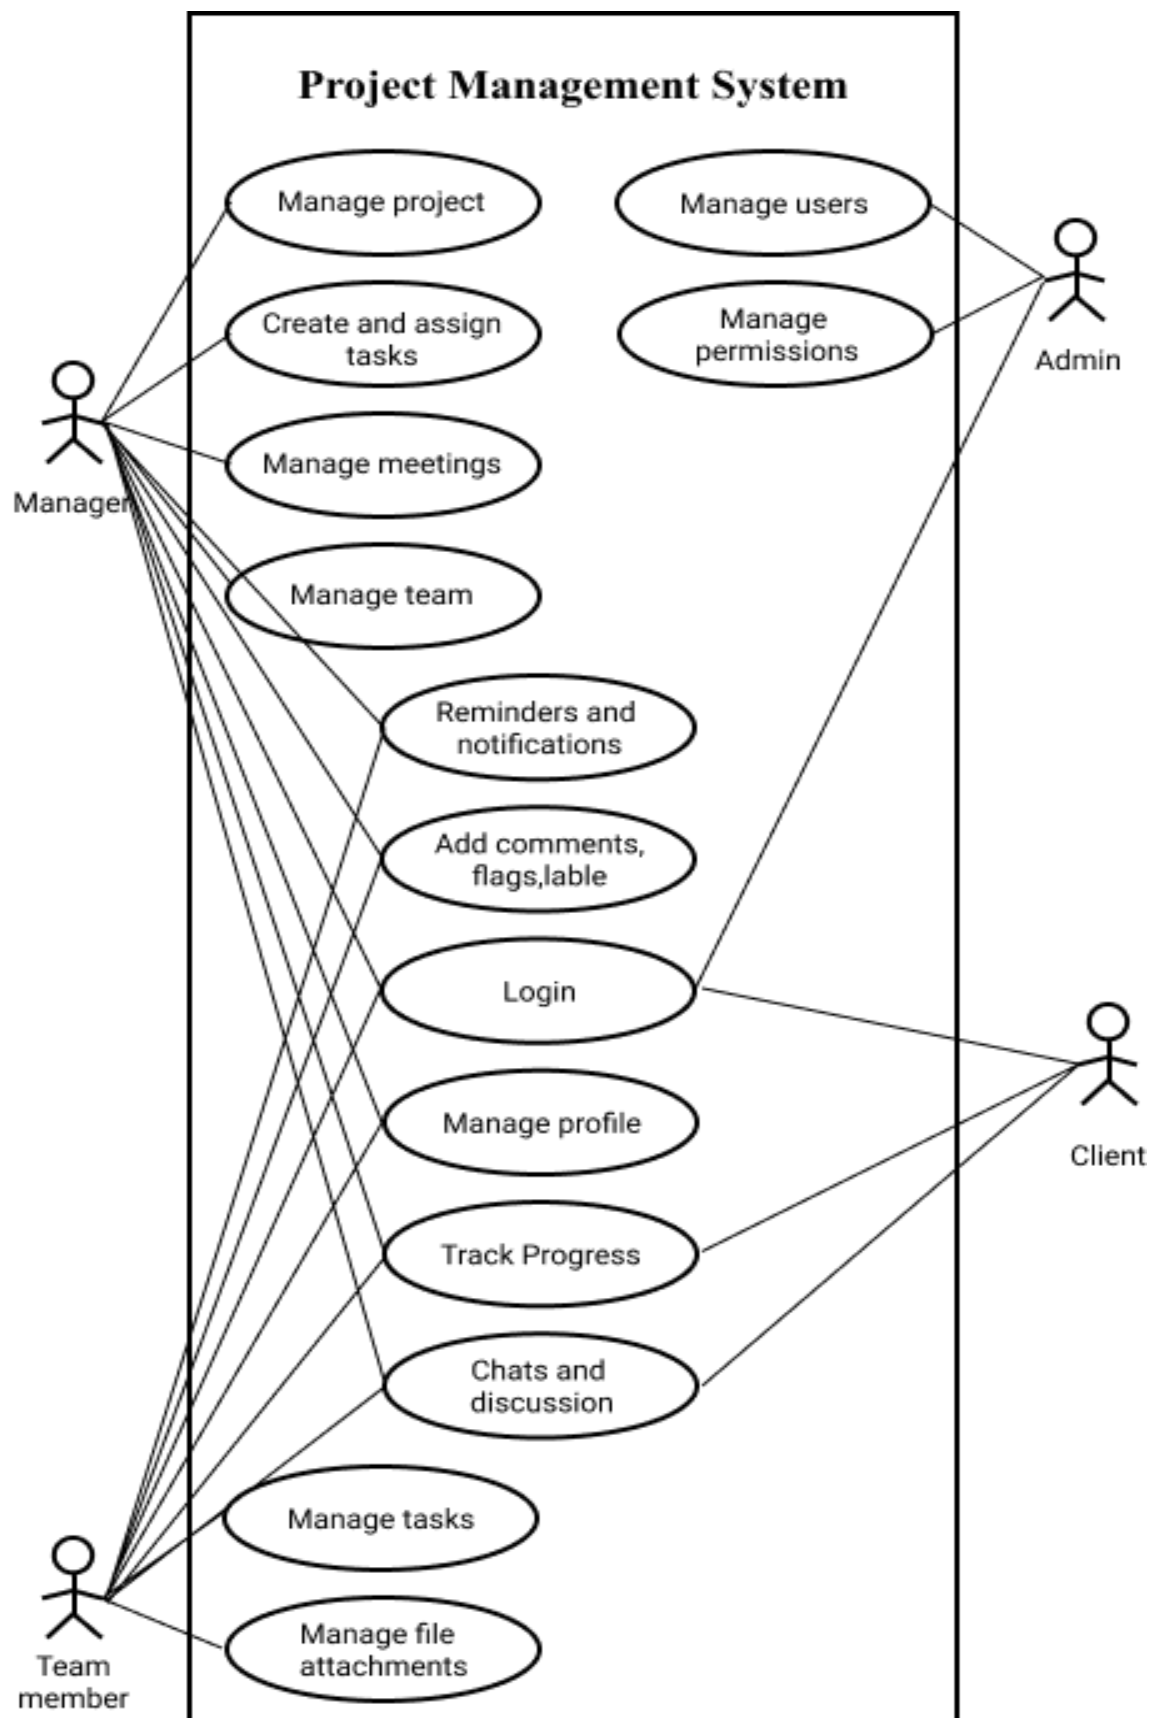 Project Management System
Manage project
Manage users
Create and assign
tasks
Manage
permissions
Admin
Manage meetings
Manager
Manage team
Reminders and
notifications
Add comments,
flags,lable
Login
Manage profile
Client
Track Progress
Chats and
discussion
Manage tasks
Manage file
attachments
Team
member